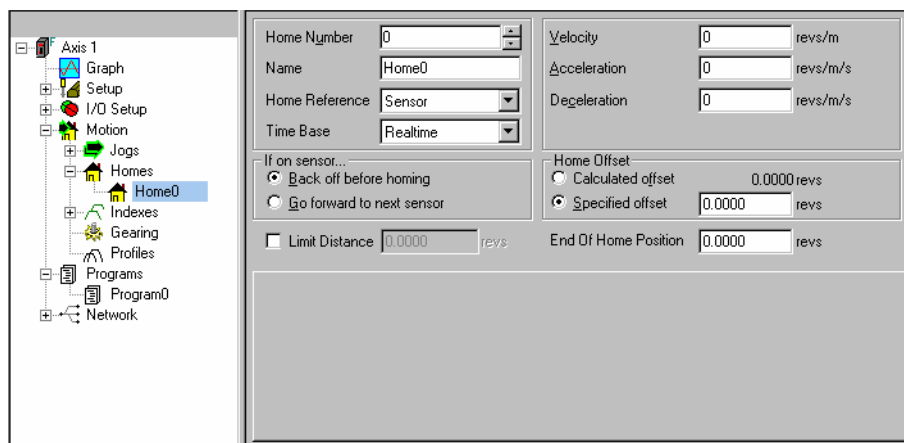 Axis 1
Graph
Setup
I/O Setup
Motion
Jogs
Homes
Home0
Indexes
Gearing
Profiles
Programs
Program0
Network
Home Number 0
Name Home0
Home Reference Sensor
Time Base Realtime
Velocity 0 revs/m
Acceleration 0 revs/m/s
Deceleration 0 revs/m/s
If on sensor...
Back off before homing
Go forward to next sensor
Home Offset
Calculated offset 0.0000 revs
Specified offset 0.0000 revs
Limit Distance 0.0000 revs
End Of Home Position 0.0000 revs